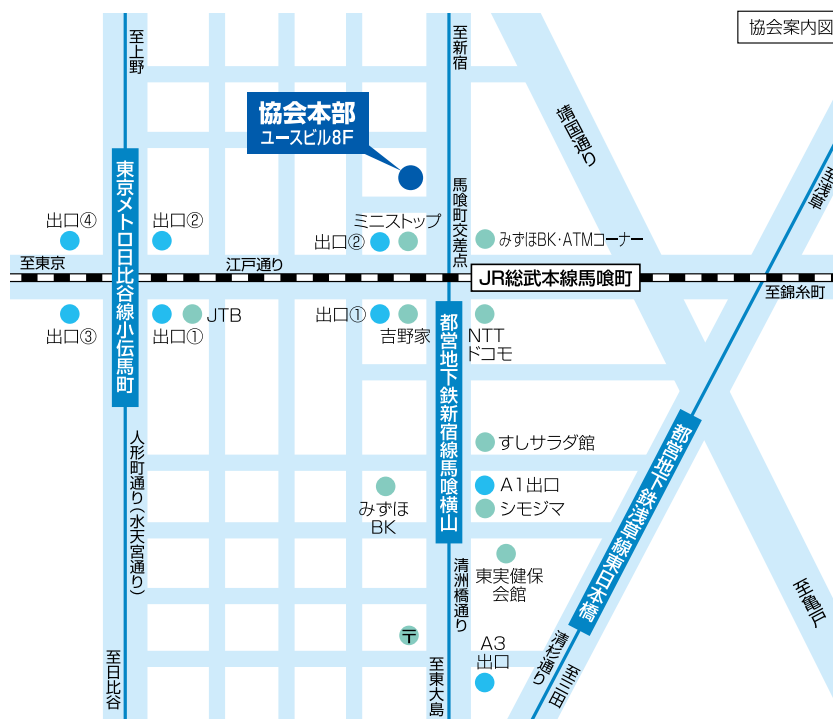 協会案内図
至上野
至新宿
協会本部
ユースビル8F
靖国通り
至浅草
東京メトロ日比谷線小伝馬町
馬喰町交差点
出口④
出口②
ミニストップ
出口②
みずほBK・ATMコーナー
至東京
江戸通り
JR総武本線馬喰町
至錦糸町
出口③
出口①
JTB
出口①
吉野家
NTT
ドコモ
都営地下鉄新宿線馬喰横山
都営地下鉄浅草線東日本橋
人形町通り(水天宮通り)
すしサラダ館
A1出口
シモジマ
みずほ
BK
東実健保
会館
清洲橋通り
至亀戸
〒
A3
出口
清杉通り
至三田
至日比谷
至東大島